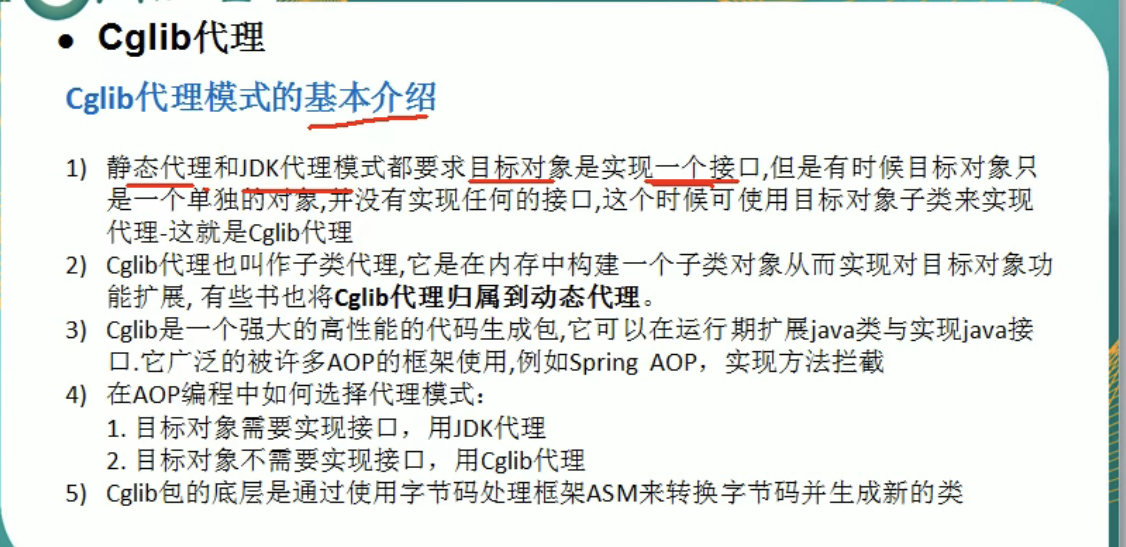 ● Cglib代理
Cglib代理模式的基本介绍
1) 静态代理和JDK代理模式都要求目标对象是实现一个接口,但是有时候目标对象只
是一个单独的对象,并没有实现任何的接口,这个时候可使用目标对象子类来实现
代理-这就是Cglib代理
2) Cglib代理也叫作子类代理,它是在内存中构建一个子类对象从而实现对目标对象功
能扩展, 有些书也将Cglib代理归属到动态代理。
3) Cglib是一个强大的高性能的代码生成包,它可以在运行期扩展java类与实现java接
口.它广泛的被许多AOP的框架使用,例如Spring AOP，实现方法拦截
4) 在AOP编程中如何选择代理模式：
1. 目标对象需要实现接口，用JDK代理
2. 目标对象不需要实现接口，用Cglib代理
5) Cglib包的底层是通过使用字节码处理框架ASM来转换字节码并生成新的类